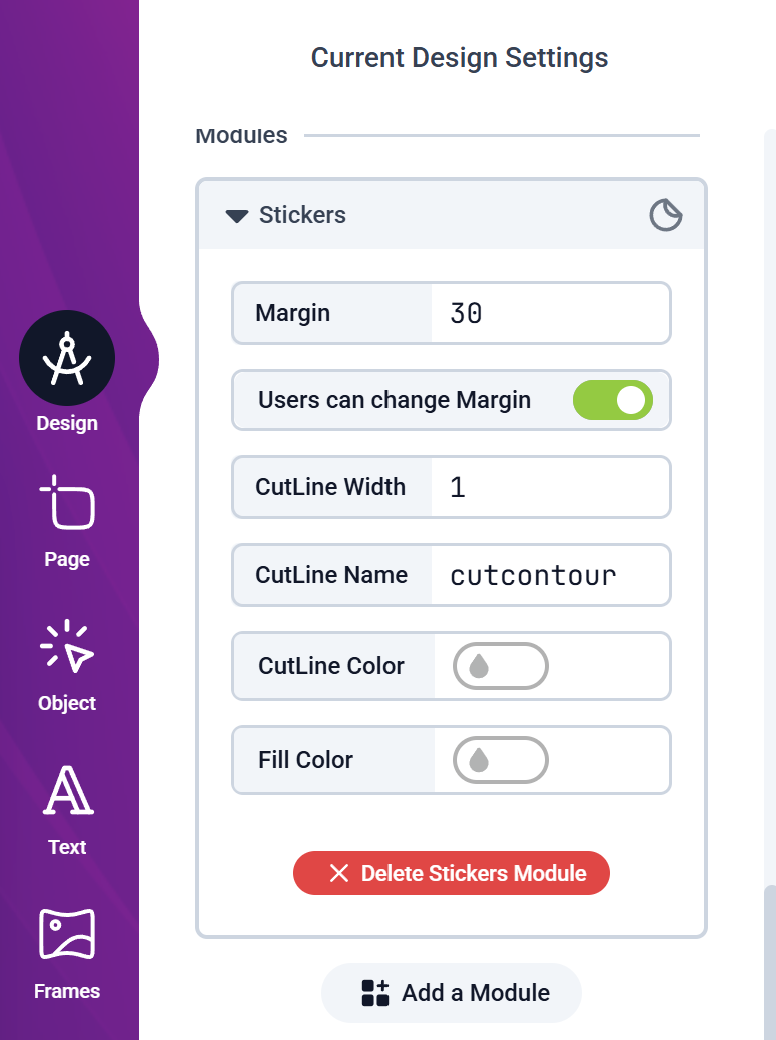 Current Design Settings
Modules
Stickers
Margin 30
Users can change Margin
CutLine Width 1
CutLine Name cutcontour
CutLine Color
Fill Color
Delete Stickers Module
Add a Module
Design
Page
Object
Text
Frames